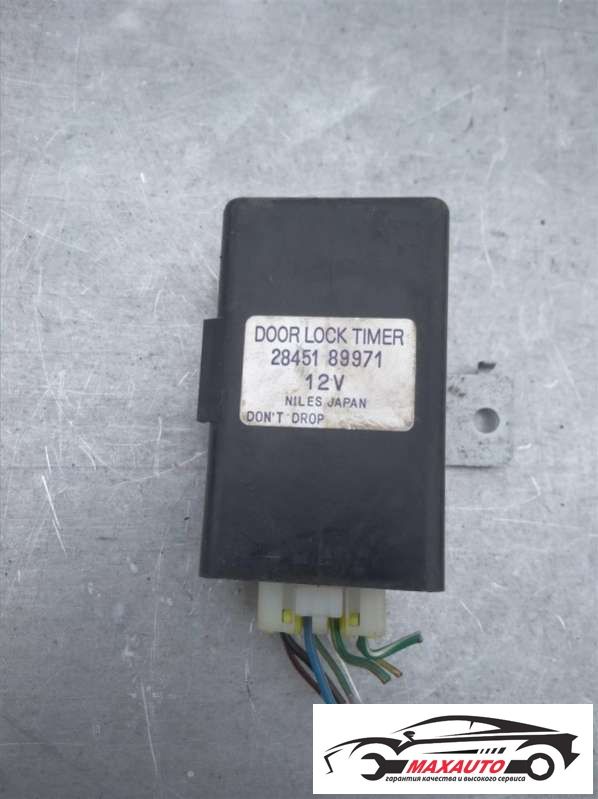 DOOR LOCK TIMER
28451 89971
12V
NILES JAPAN
DON'T DROP
MAXAUTO
гарантия качества и высокого сервиса